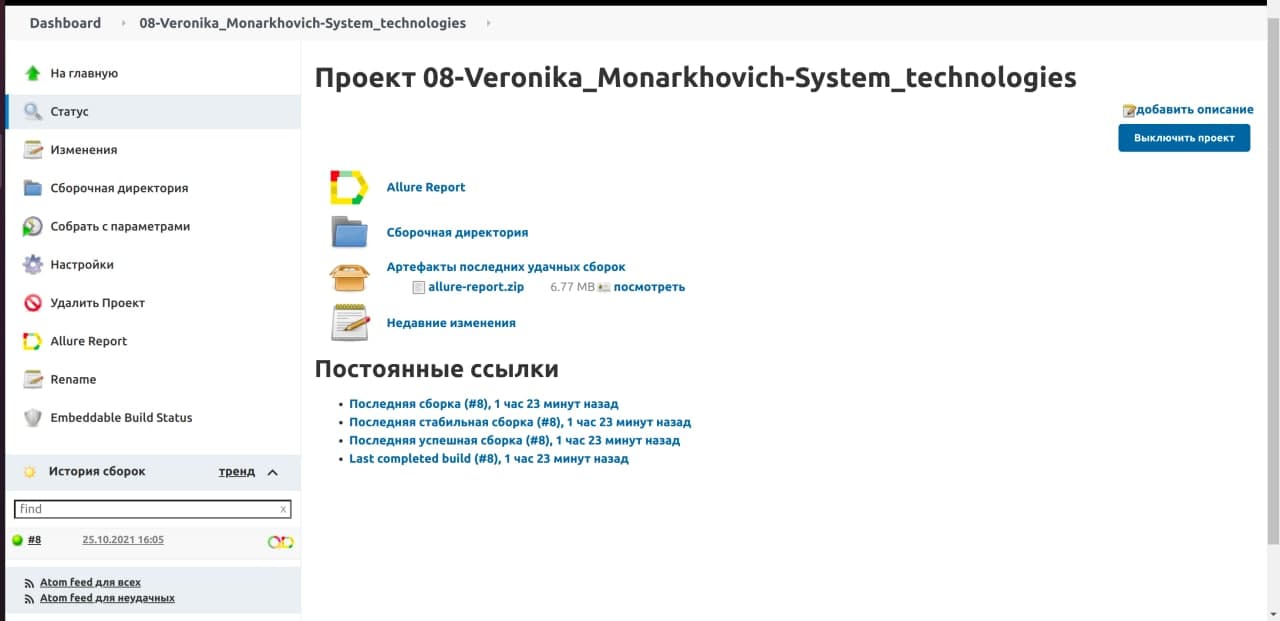 Dashboard 08-Veronika_Monarkhovich-System_technologies
На главную
Статус
Изменения
Сборочная директория
Собрать с параметрами
Настройки
Удалить Проект
Allure Report
Rename
Embeddable Build Status
История сборок тренд
find x
#8 25.10.2021 16:05
Atom feed для всех
Atom feed для неудачных
Проект 08-Veronika_Monarkhovich-System_technologies
добавить описание
Выключить проект
Allure Report
Сборочная директория
Артефакты последних удачных сборок
allure-report.zip 6.77 MB посмотреть
Недавние изменения
Постоянные ссылки
• Последняя сборка (#8), 1 час 23 минут назад
• Последняя стабильная сборка (#8), 1 час 23 минут назад
• Последняя успешная сборка (#8), 1 час 23 минут назад
• Last completed build (#8), 1 час 23 минут назад